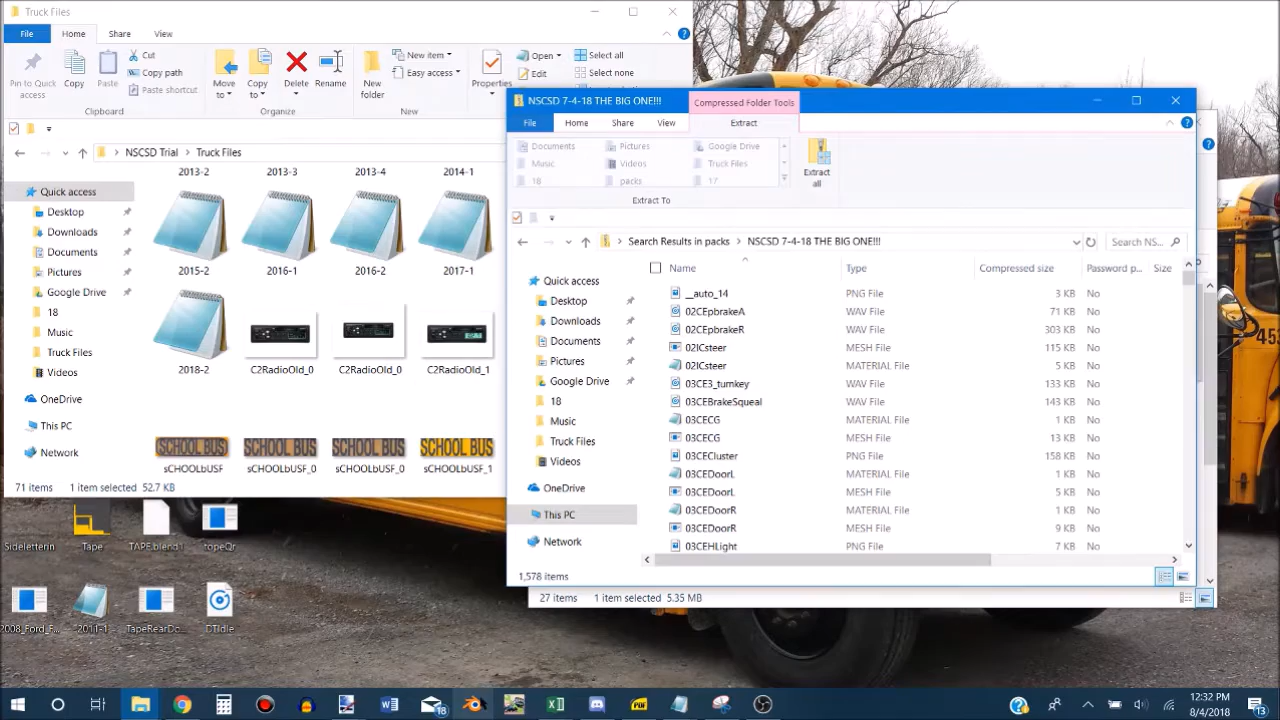 Truck Files
File Home Share View
Pin to Quick access
Copy
Paste
Cut
Copy path
Paste shortcut
Clipboard
Move to
Copy to
Delete
Rename
Organize
New folder
New item
Easy access
New
Properties
Open
Edit
Select all
Select none
NSCSD Trial > Truck Files
Quick access
Desktop
Downloads
Documents
Pictures
Google Drive
18
Music
Truck Files
Videos
OneDrive
This PC
Network
2013-2 2013-3 2013-4 2014-1
2015-2 2016-1 2016-2 2017-1
2018-2 C2RadioOld_0 C2RadioOld_0 C2RadioOld_1
SCHOOL BUS SCHOOL BUS SCHOOL BUS SCHOOL BUS
sCHOOLbUSF sCHOOLbUSF_0 sCHOOLbUSF_0 sCHOOLbUSF_1
71 items 1 item selected 52.7 KB
NSCSD 7-4-18 THE BIG ONE!!! Compressed Folder Tools
File Home Share View Extract
Documents Pictures Google Drive
Music Videos Truck Files
18 packs 17
Extract all
Extract To
Search Results in packs > NSCSD 7-4-18 THE BIG ONE!!!
Search NS...
Quick access
Desktop
Downloads
Documents
Pictures
Google Drive
18
Music
Truck Files
Videos
OneDrive
This PC
Network
Name Type Compressed size Password p... Size
__auto_14 PNG File 3 KB No
02CEpbrakeA WAV File 71 KB No
02CEpbrakeR WAV File 303 KB No
02ICsteer MESH File 115 KB No
02ICsteer MATERIAL File 5 KB No
03CE3_turnkey WAV File 133 KB No
03CEBrakeSqueal WAV File 143 KB No
03CECG MATERIAL File 1 KB No
03CECG MESH File 13 KB No
03CECluster PNG File 158 KB No
03CEDoorL MATERIAL File 1 KB No
03CEDoorL MESH File 5 KB No
03CEDoorR MATERIAL File 1 KB No
03CEDoorR MESH File 9 KB No
03CEHLight PNG File 7 KB No
1,578 items
27 items 1 item selected 5.35 MB
Sideletterin Tape TAPE.blend1 topeQr
2008_Ford_F... 2011-1 TapeRearDo... DTIdle
12:32 PM
8/4/2018